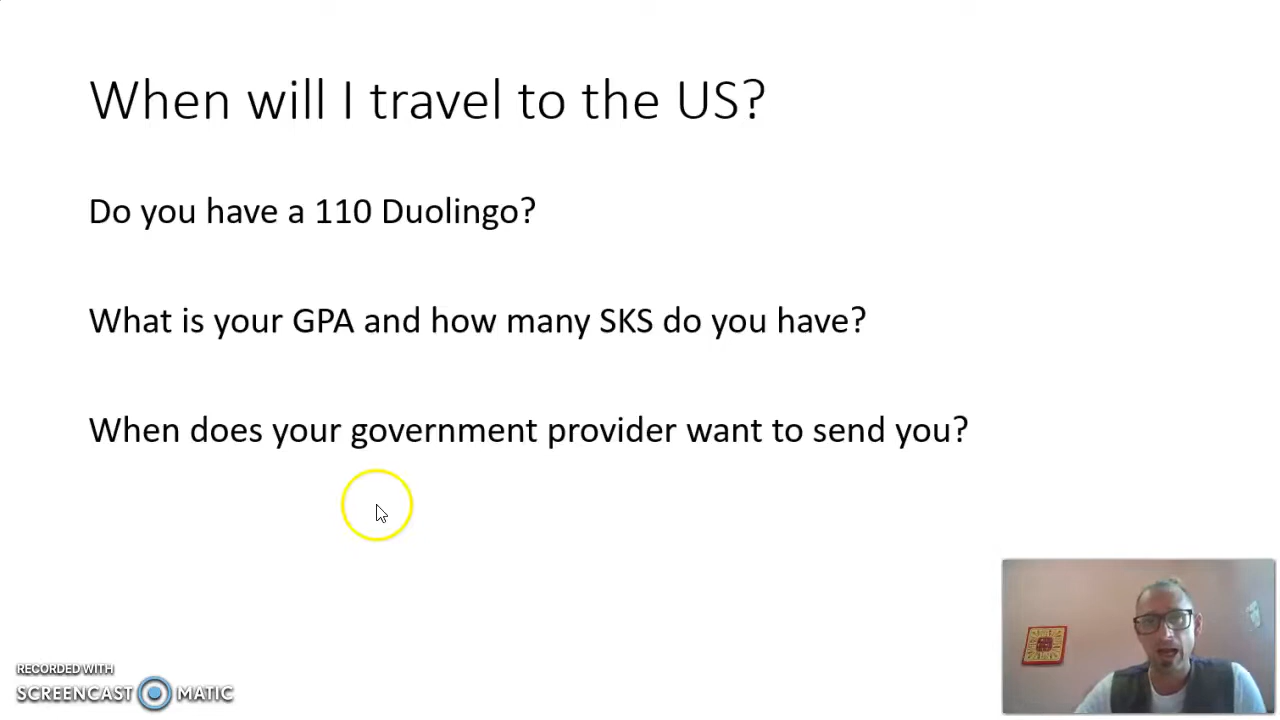 When will I travel to the US?
Do you have a 110 Duolingo?
What is your GPA and how many SKS do you have?
When does your government provider want to send you?
RECORDED WITH
SCREENCAST MATIC